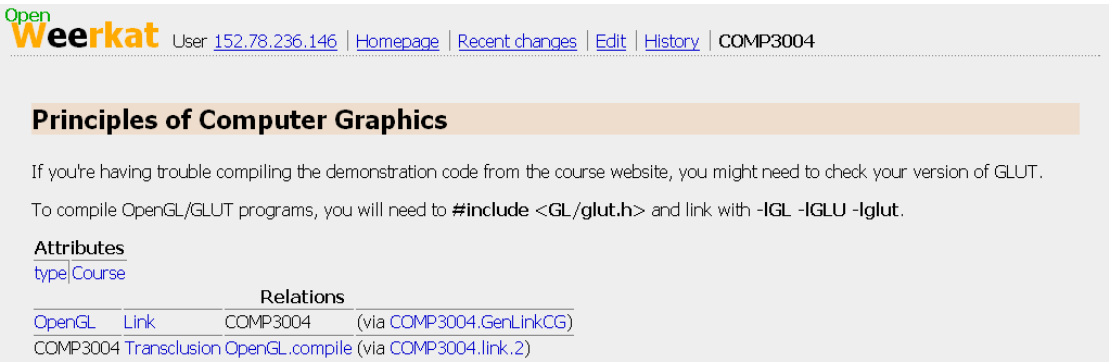 Open
Weerkat User 152.78.236.146 | Homepage | Recent changes | Edit | History | COMP3004
Principles of Computer Graphics
If you're having trouble compiling the demonstration code from the course website, you might need to check your version of GLUT.
To compile OpenGL/GLUT programs, you will need to #include <GL/glut.h> and link with -lGL -lGLU -lglut.
Attributes
type Course
Relations
OpenGL Link COMP3004 (via COMP3004.GenLinkCG)
COMP3004 Transclusion OpenGL.compile (via COMP3004.link.2)